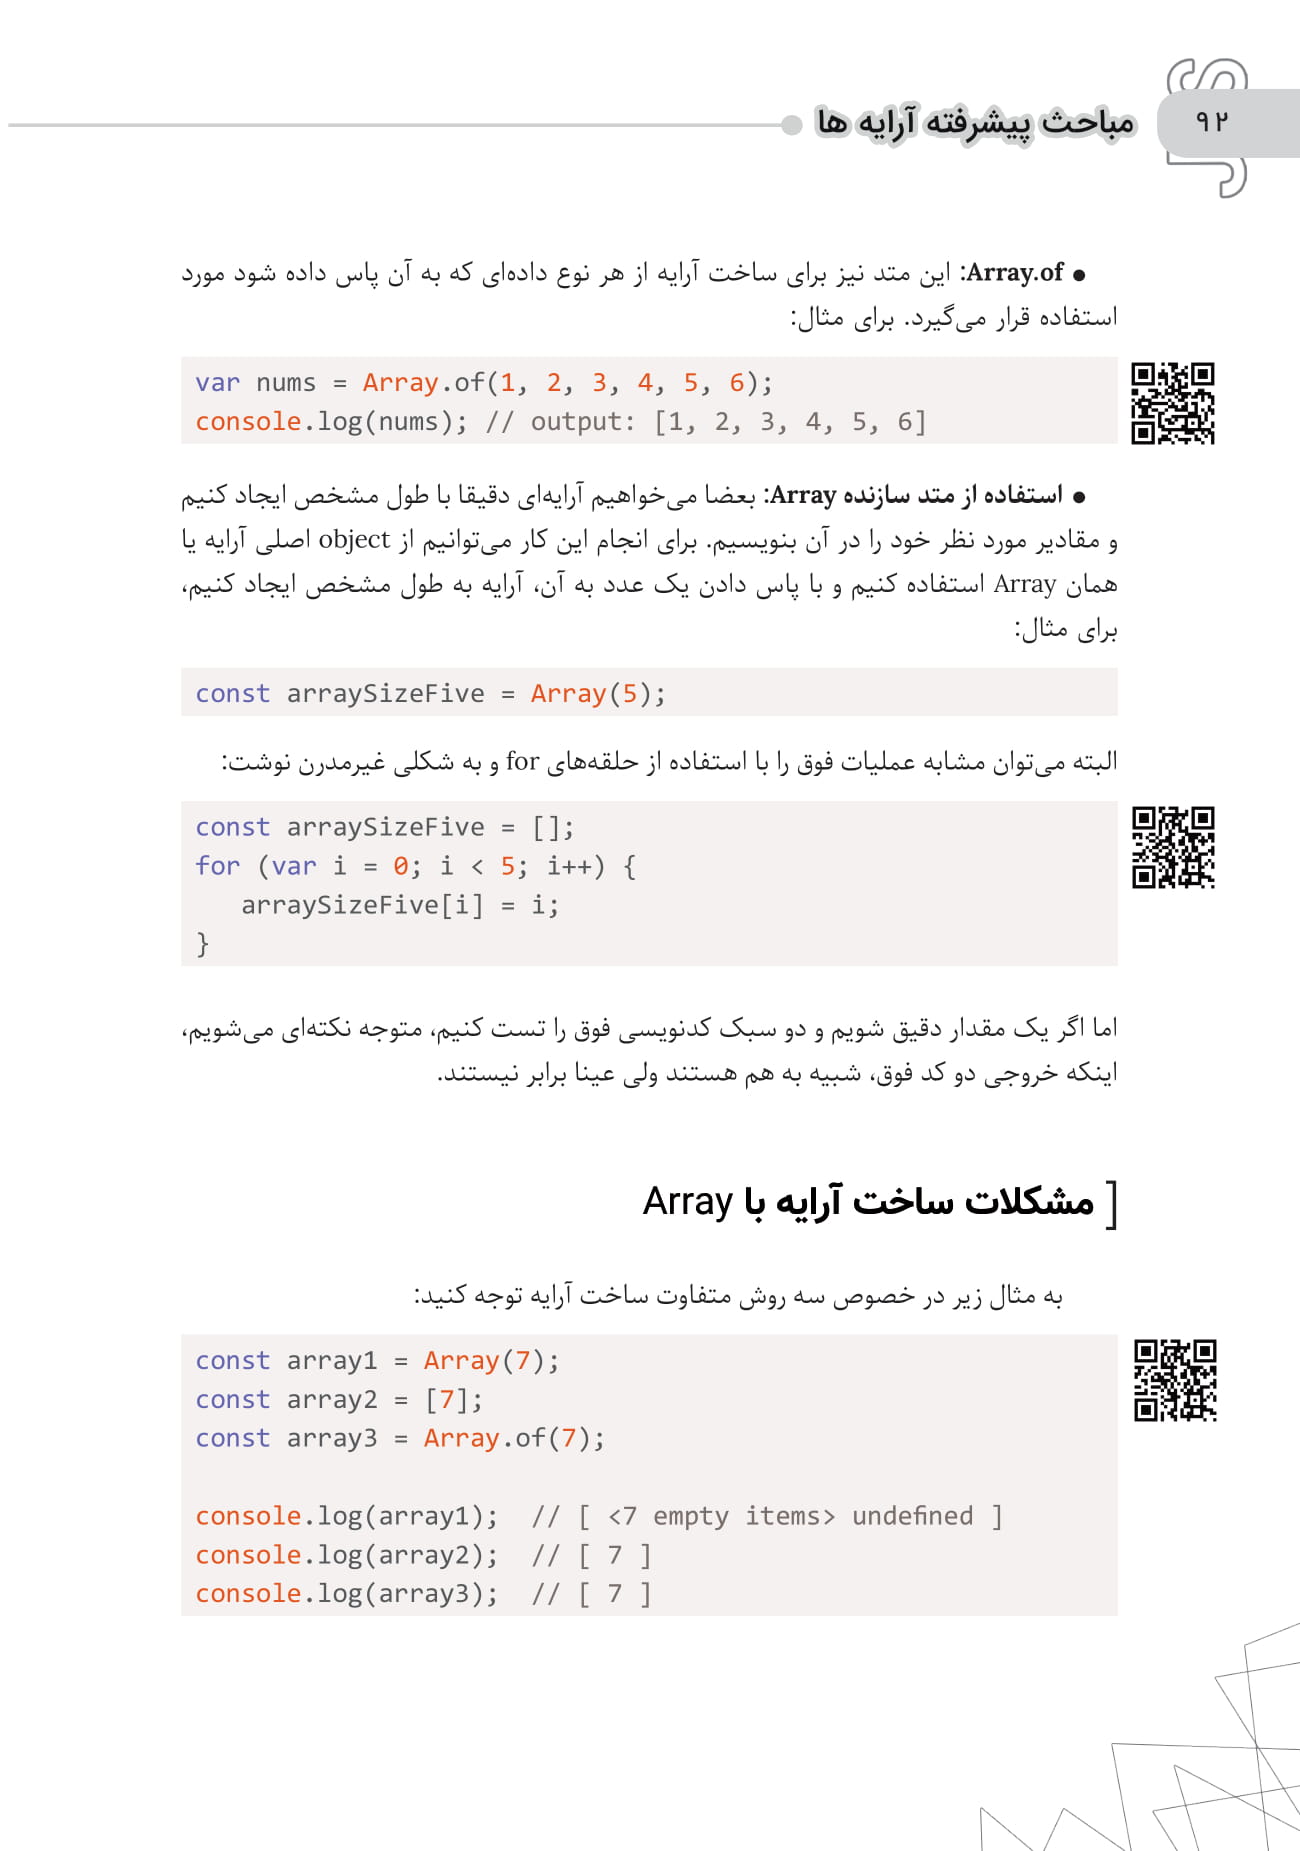 ۹۲
مباحث پیشرفته آرایه ها
● Array.of: این متد نیز برای ساخت آرایه از هر نوع داده‌ای که به آن پاس داده شود مورد
استفاده قرار می‌گیرد. برای مثال:
var nums = Array.of(1, 2, 3, 4, 5, 6);
console.log(nums); // output: [1, 2, 3, 4, 5, 6]
● استفاده از متد سازنده Array: بعضا می‌خواهیم آرایه‌ای دقیقا با طول مشخص ایجاد کنیم
و مقادیر مورد نظر خود را در آن بنویسیم. برای انجام این کار می‌توانیم از object اصلی آرایه یا
همان Array استفاده کنیم و با پاس دادن یک عدد به آن، آرایه به طول مشخص ایجاد کنیم،
برای مثال:
const arraySizeFive = Array(5);
البته می‌توان مشابه عملیات فوق را با استفاده از حلقه‌های for و به شکلی غیرمدرن نوشت:
const arraySizeFive = [];
for (var i = 0; i < 5; i++) {
   arraySizeFive[i] = i;
}
اما اگر یک مقدار دقیق شویم و دو سبک کدنویسی فوق را تست کنیم، متوجه نکته‌ای می‌شویم،
اینکه خروجی دو کد فوق، شبیه به هم هستند ولی عینا برابر نیستند.
[ مشکلات ساخت آرایه با Array
به مثال زیر در خصوص سه روش متفاوت ساخت آرایه توجه کنید:
const array1 = Array(7);
const array2 = [7];
const array3 = Array.of(7);
console.log(array1);  // [ <7 empty items> undefined ]
console.log(array2);  // [ 7 ]
console.log(array3);  // [ 7 ]